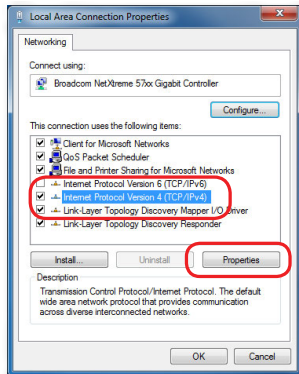 Local Area Connection Properties
Networking
Connect using:
Broadcom NetXtreme 57xx Gigabit Controller
Configure...
This connection uses the following items:
Client for Microsoft Networks
QoS Packet Scheduler
File and Printer Sharing for Microsoft Networks
Internet Protocol Version 6 (TCP/IPv6)
Internet Protocol Version 4 (TCP/IPv4)
Link-Layer Topology Discovery Mapper I/O Driver
Link-Layer Topology Discovery Responder
Install...
Uninstall
Properties
Description
Transmission Control Protocol/Internet Protocol. The default
wide area network protocol that provides communication
across diverse interconnected networks.
OK
Cancel